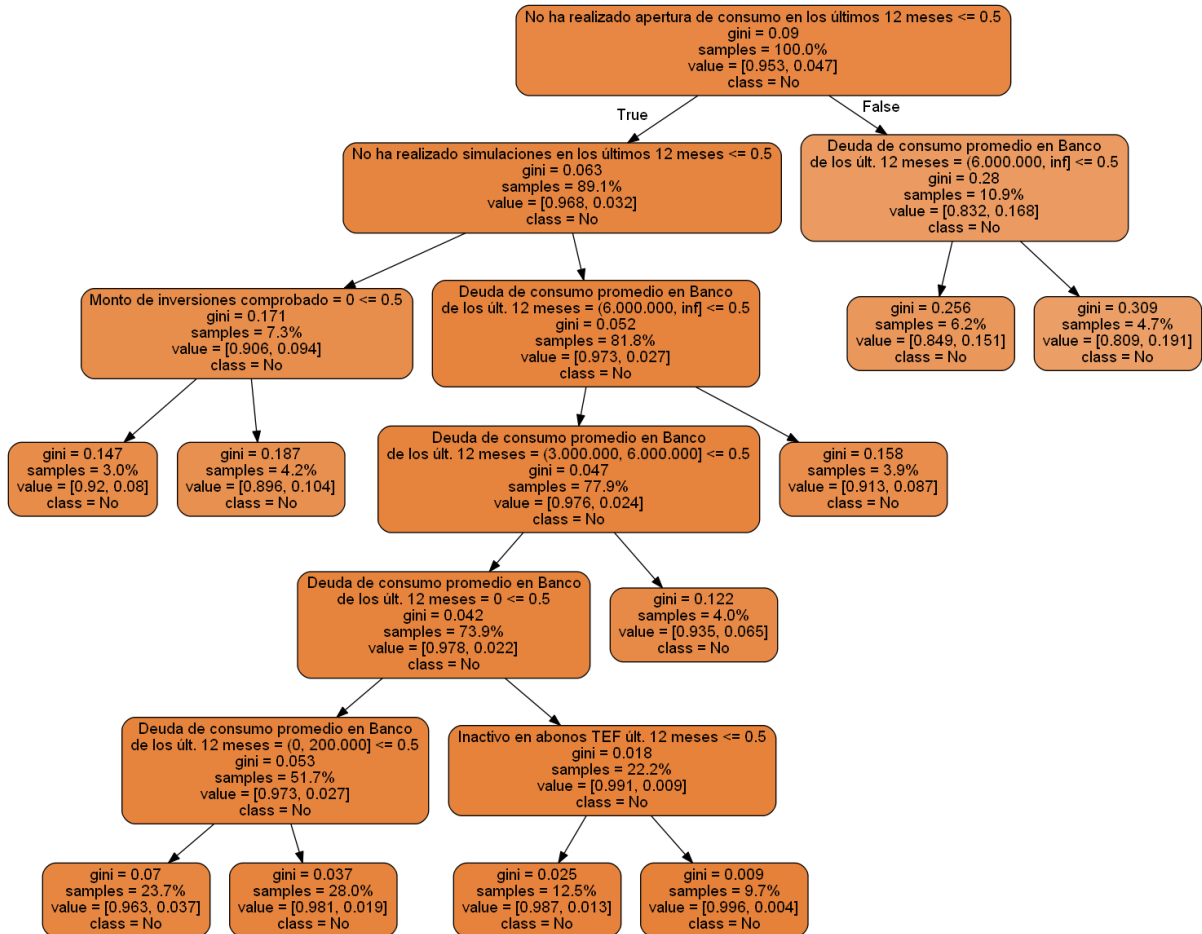 No ha realizado apertura de consumo en los últimos 12 meses <= 0.5
gini = 0.09
samples = 100.0%
value = [0.953, 0.047]
class = No
True
False
No ha realizado simulaciones en los últimos 12 meses <= 0.5
gini = 0.063
samples = 89.1%
value = [0.968, 0.032]
class = No
Deuda de consumo promedio en Banco
de los últ. 12 meses = (6.000.000, inf] <= 0.5
gini = 0.28
samples = 10.9%
value = [0.832, 0.168]
class = No
Monto de inversiones comprobado = 0 <= 0.5
gini = 0.171
samples = 7.3%
value = [0.906, 0.094]
class = No
Deuda de consumo promedio en Banco
de los últ. 12 meses = (6.000.000, inf] <= 0.5
gini = 0.052
samples = 81.8%
value = [0.973, 0.027]
class = No
gini = 0.256
samples = 6.2%
value = [0.849, 0.151]
class = No
gini = 0.309
samples = 4.7%
value = [0.809, 0.191]
class = No
gini = 0.147
samples = 3.0%
value = [0.92, 0.08]
class = No
gini = 0.187
samples = 4.2%
value = [0.896, 0.104]
class = No
Deuda de consumo promedio en Banco
de los últ. 12 meses = (3.000.000, 6.000.000] <= 0.5
gini = 0.047
samples = 77.9%
value = [0.976, 0.024]
class = No
gini = 0.158
samples = 3.9%
value = [0.913, 0.087]
class = No
Deuda de consumo promedio en Banco
de los últ. 12 meses = 0 <= 0.5
gini = 0.042
samples = 73.9%
value = [0.978, 0.022]
class = No
gini = 0.122
samples = 4.0%
value = [0.935, 0.065]
class = No
Deuda de consumo promedio en Banco
de los últ. 12 meses = (0, 200.000] <= 0.5
gini = 0.053
samples = 51.7%
value = [0.973, 0.027]
class = No
Inactivo en abonos TEF últ. 12 meses <= 0.5
gini = 0.018
samples = 22.2%
value = [0.991, 0.009]
class = No
gini = 0.07
samples = 23.7%
value = [0.963, 0.037]
class = No
gini = 0.037
samples = 28.0%
value = [0.981, 0.019]
class = No
gini = 0.025
samples = 12.5%
value = [0.987, 0.013]
class = No
gini = 0.009
samples = 9.7%
value = [0.996, 0.004]
class = No